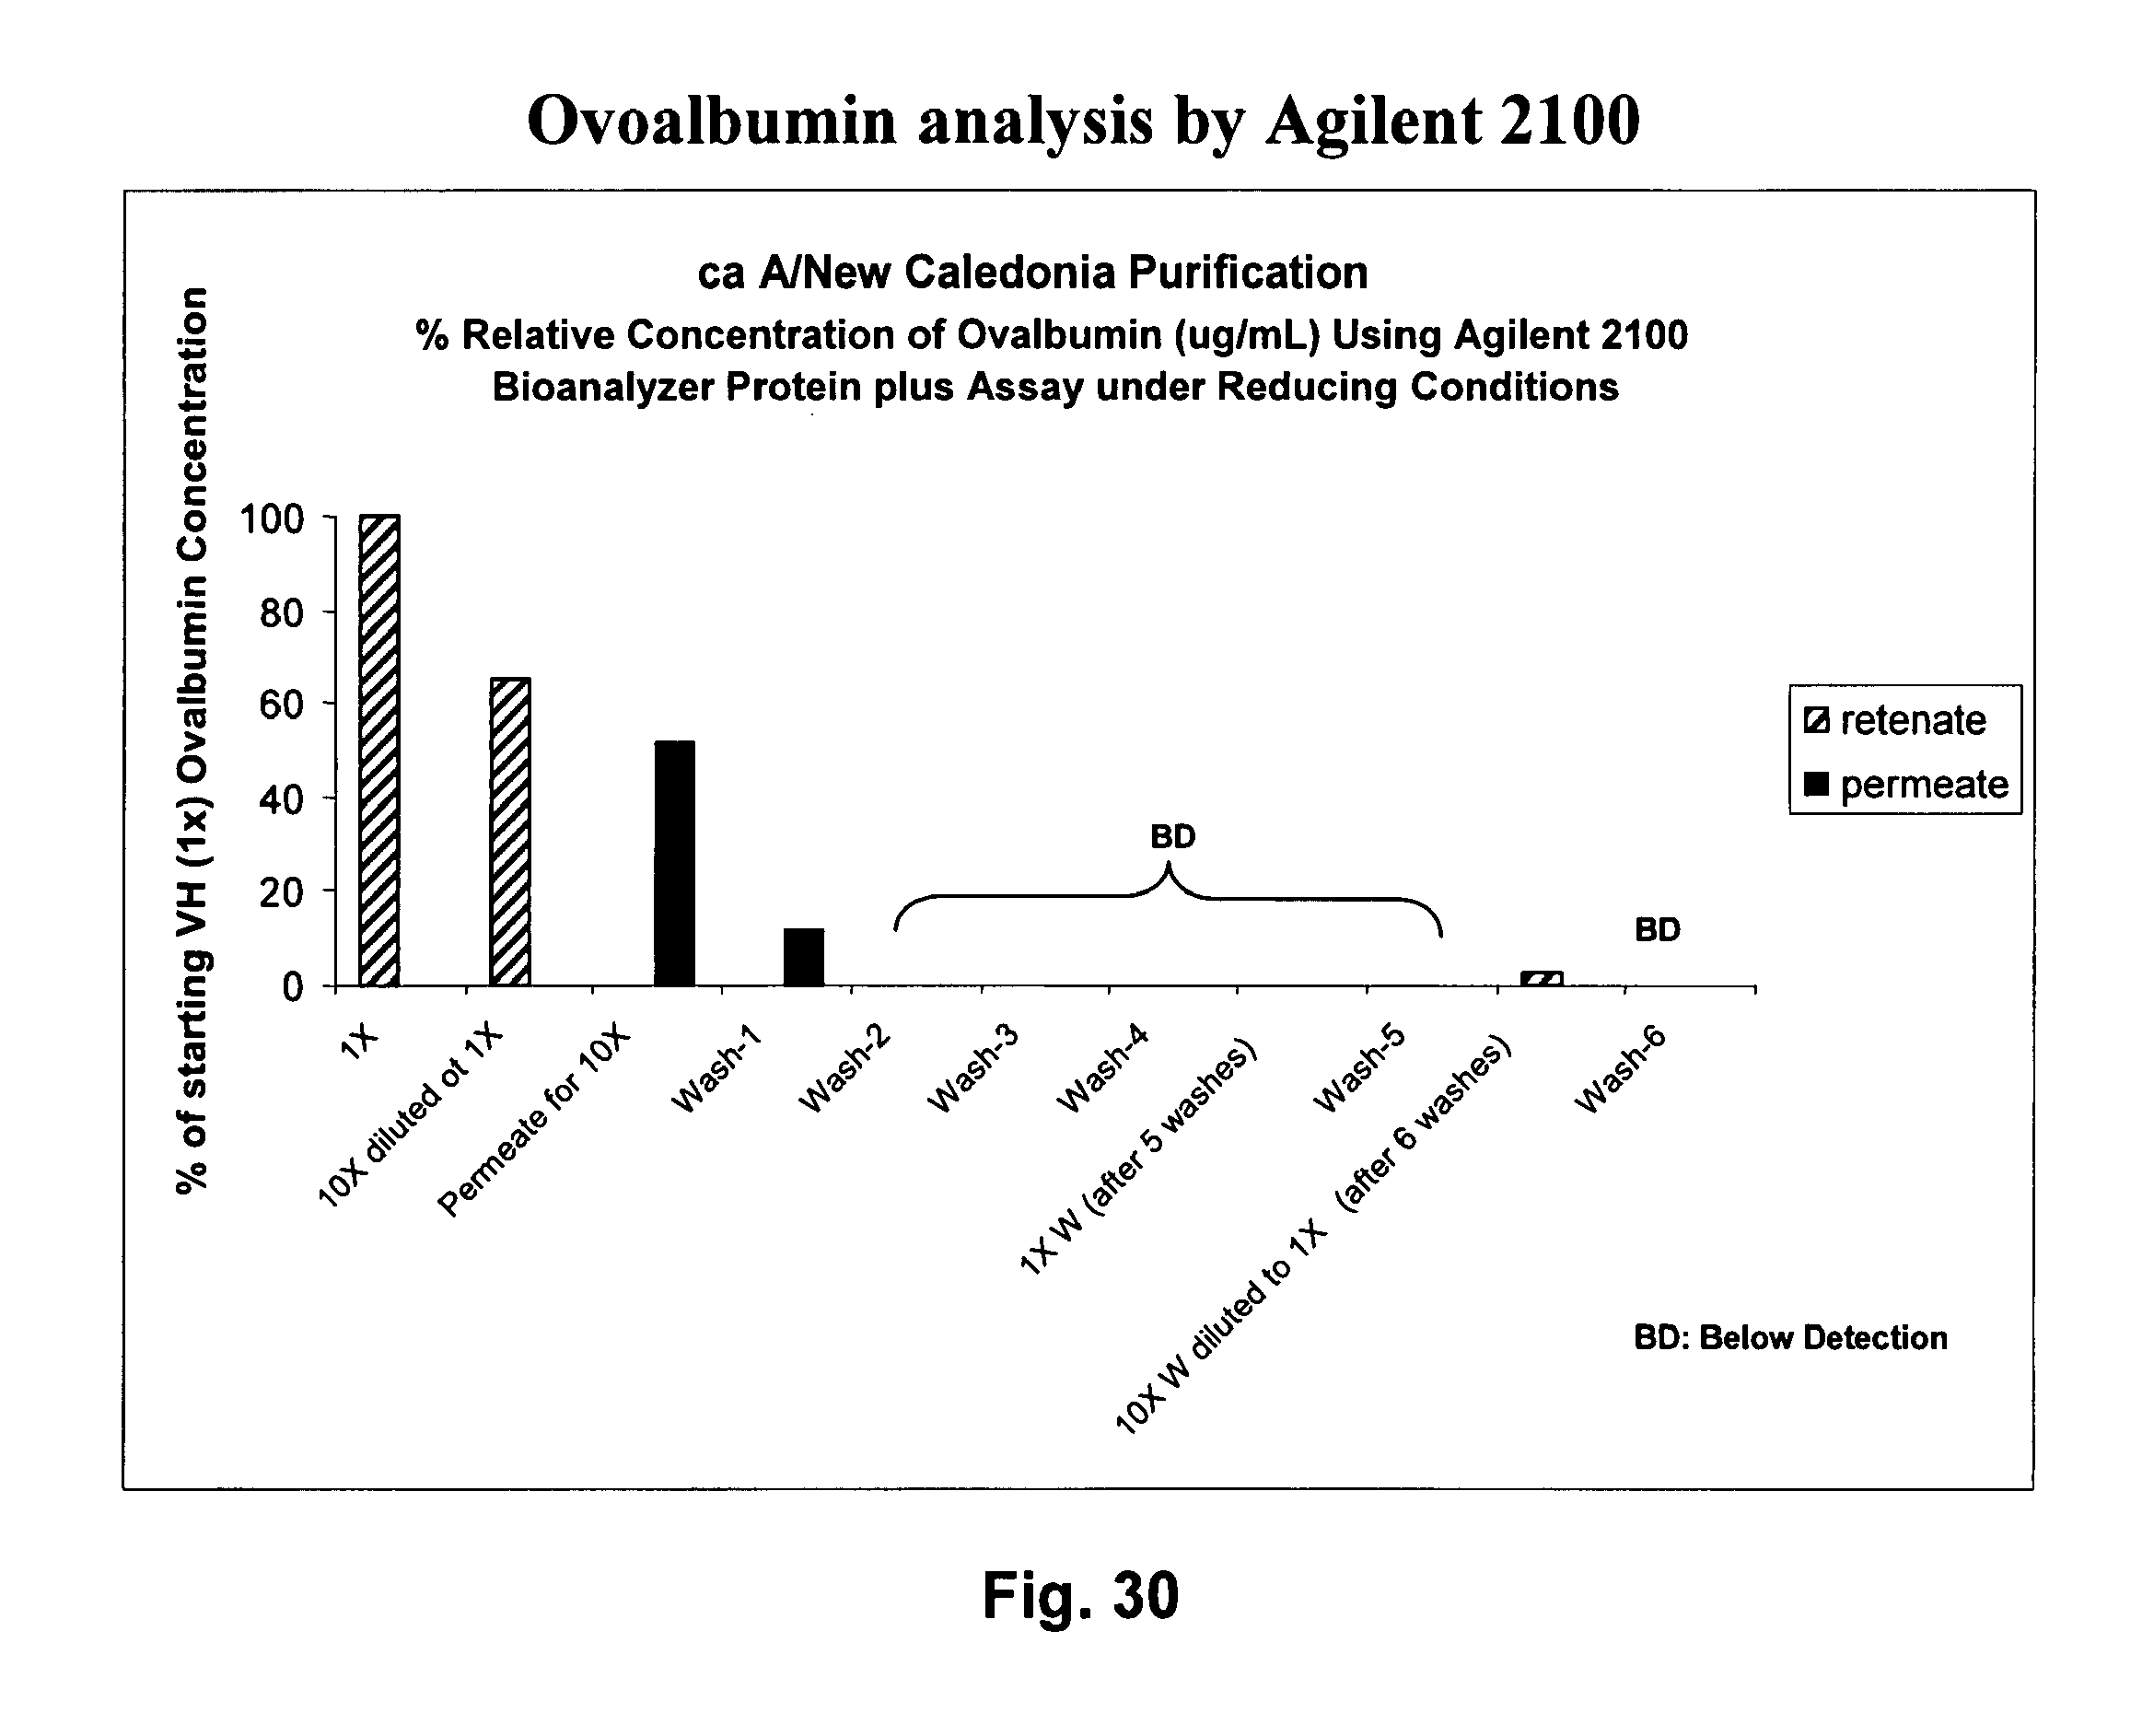 Ovoalbumin analysis by Agilent 2100
ca A/New Caledonia Purification
% Relative Concentration of Ovalbumin (ug/mL) Using Agilent 2100
Bioanalyzer Protein plus Assay under Reducing Conditions
% of starting VH (1x) Ovalbumin Concentration
100
80
60
40
20
0
retenate
permeate
BD
BD
1X
10X diluted ot 1X
Permeate for 10X
Wash-1
Wash-2
Wash-3
Wash-4
1X W (after 5 washes)
Wash-5
10X W diluted to 1X (after 6 washes)
Wash-6
BD: Below Detection
Fig. 30